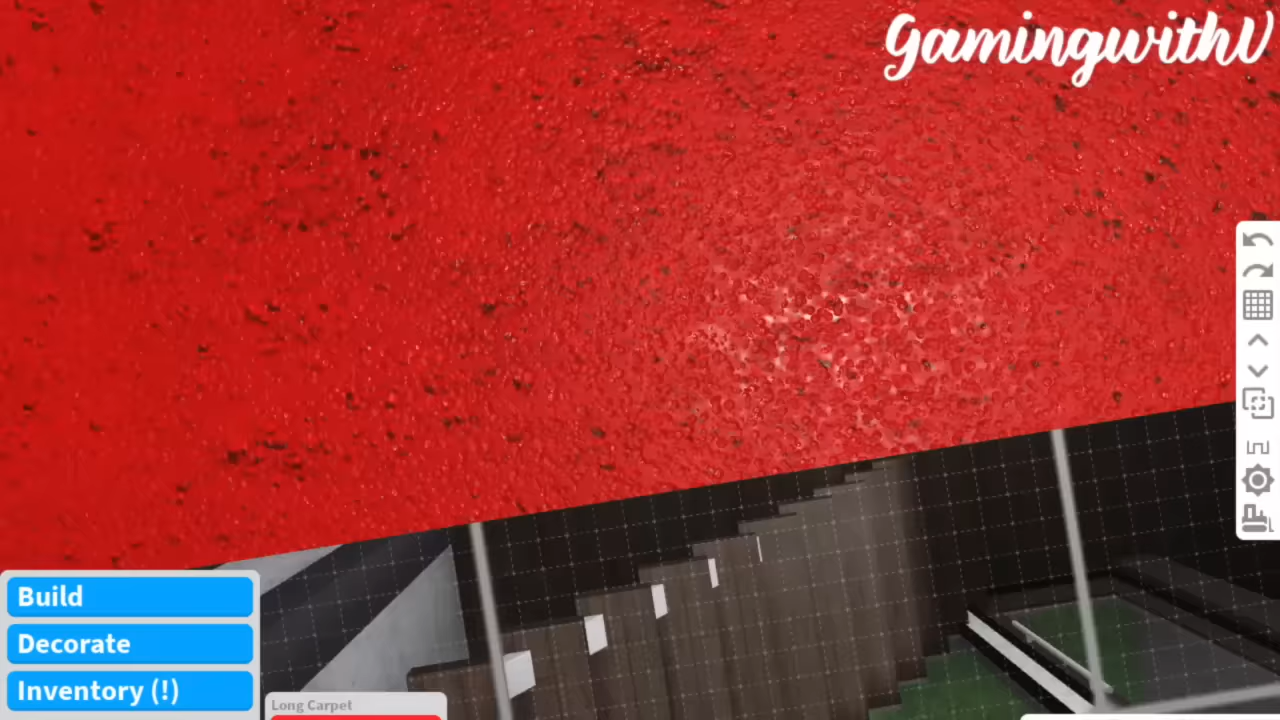 GamingwithV
Build
Decorate
Inventory (!)
Long Carpet